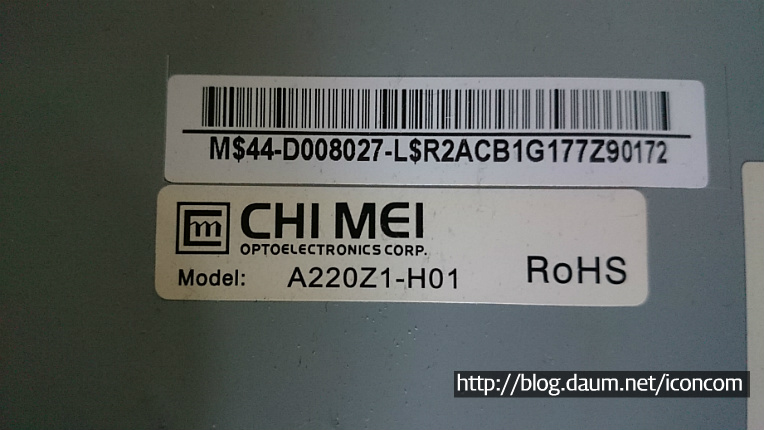 M$44-D008027-L$R2ACB1G177Z90172
CHI MEI
OPTOELECTRONICS CORP.
Model: A220Z1-H01
RoHS
http://blog.daum.net/iconcom